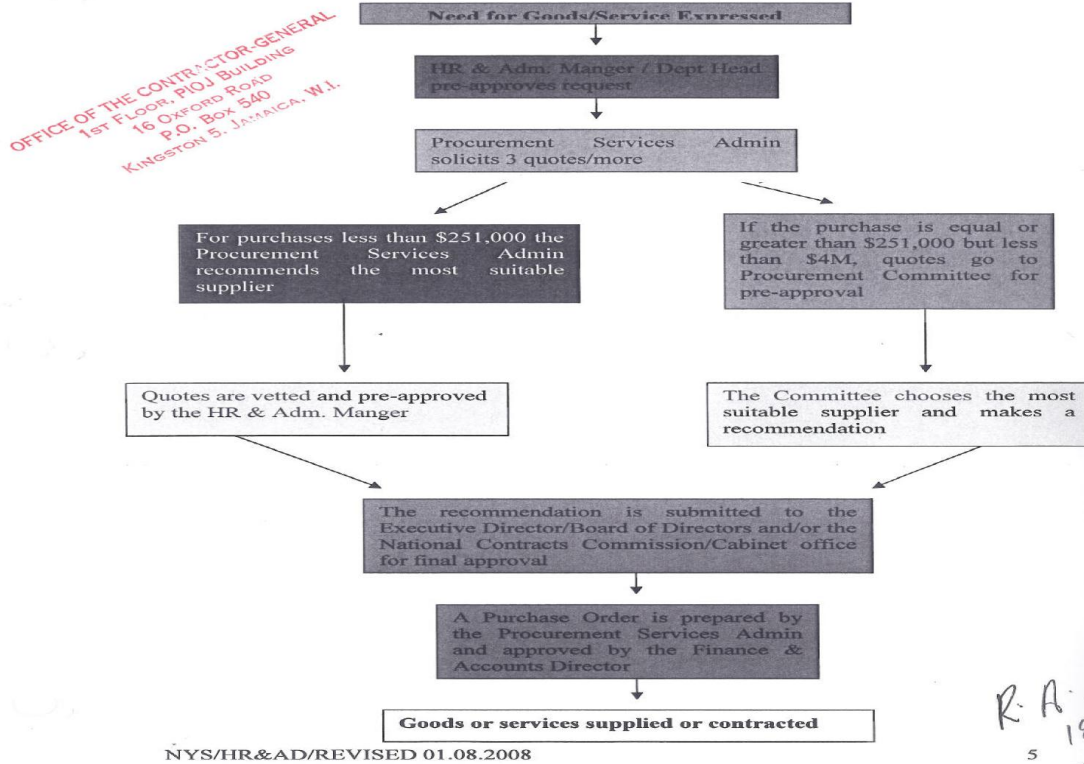 OFFICE OF THE CONTRACTOR-GENERAL
1ST FLOOR, PIOJ BUILDING
16 OXFORD ROAD
P.O. BOX 540
KINGSTON 5, JAMAICA, W.I.
Need for Goods/Service Expressed
HR & Adm. Manger / Dept Head
pre-approves request
Procurement Services Admin
solicits 3 quotes/more
For purchases less than $251,000 the
Procurement Services Admin
recommends the most suitable
supplier
If the purchase is equal or
greater than $251,000 but less
than $4M, quotes go to
Procurement Committee for
pre-approval
Quotes are vetted and pre-approved
by the HR & Adm. Manger
The Committee chooses the most
suitable supplier and makes a
recommendation
The recommendation is submitted to the
Executive Director/Board of Directors and/or the
National Contracts Commission/Cabinet office
for final approval
A Purchase Order is prepared by
the Procurement Services Admin
and approved by the Finance &
Accounts Director
Goods or services supplied or contracted
R. A.
NYS/HR&AD/REVISED 01.08.2008
5